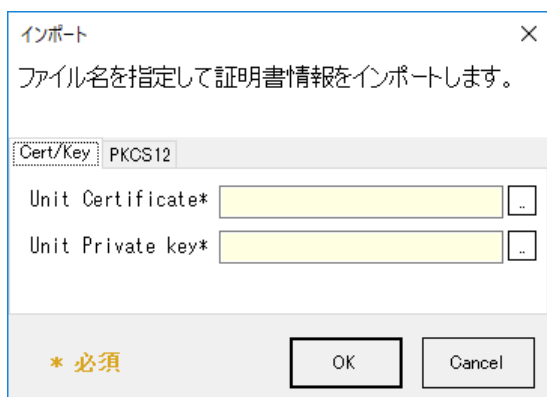 インポート
ファイル名を指定して証明書情報をインポートします。
Cert/Key PKCS12
Unit Certificate* ..
Unit Private key* ..
* 必須 OK Cancel